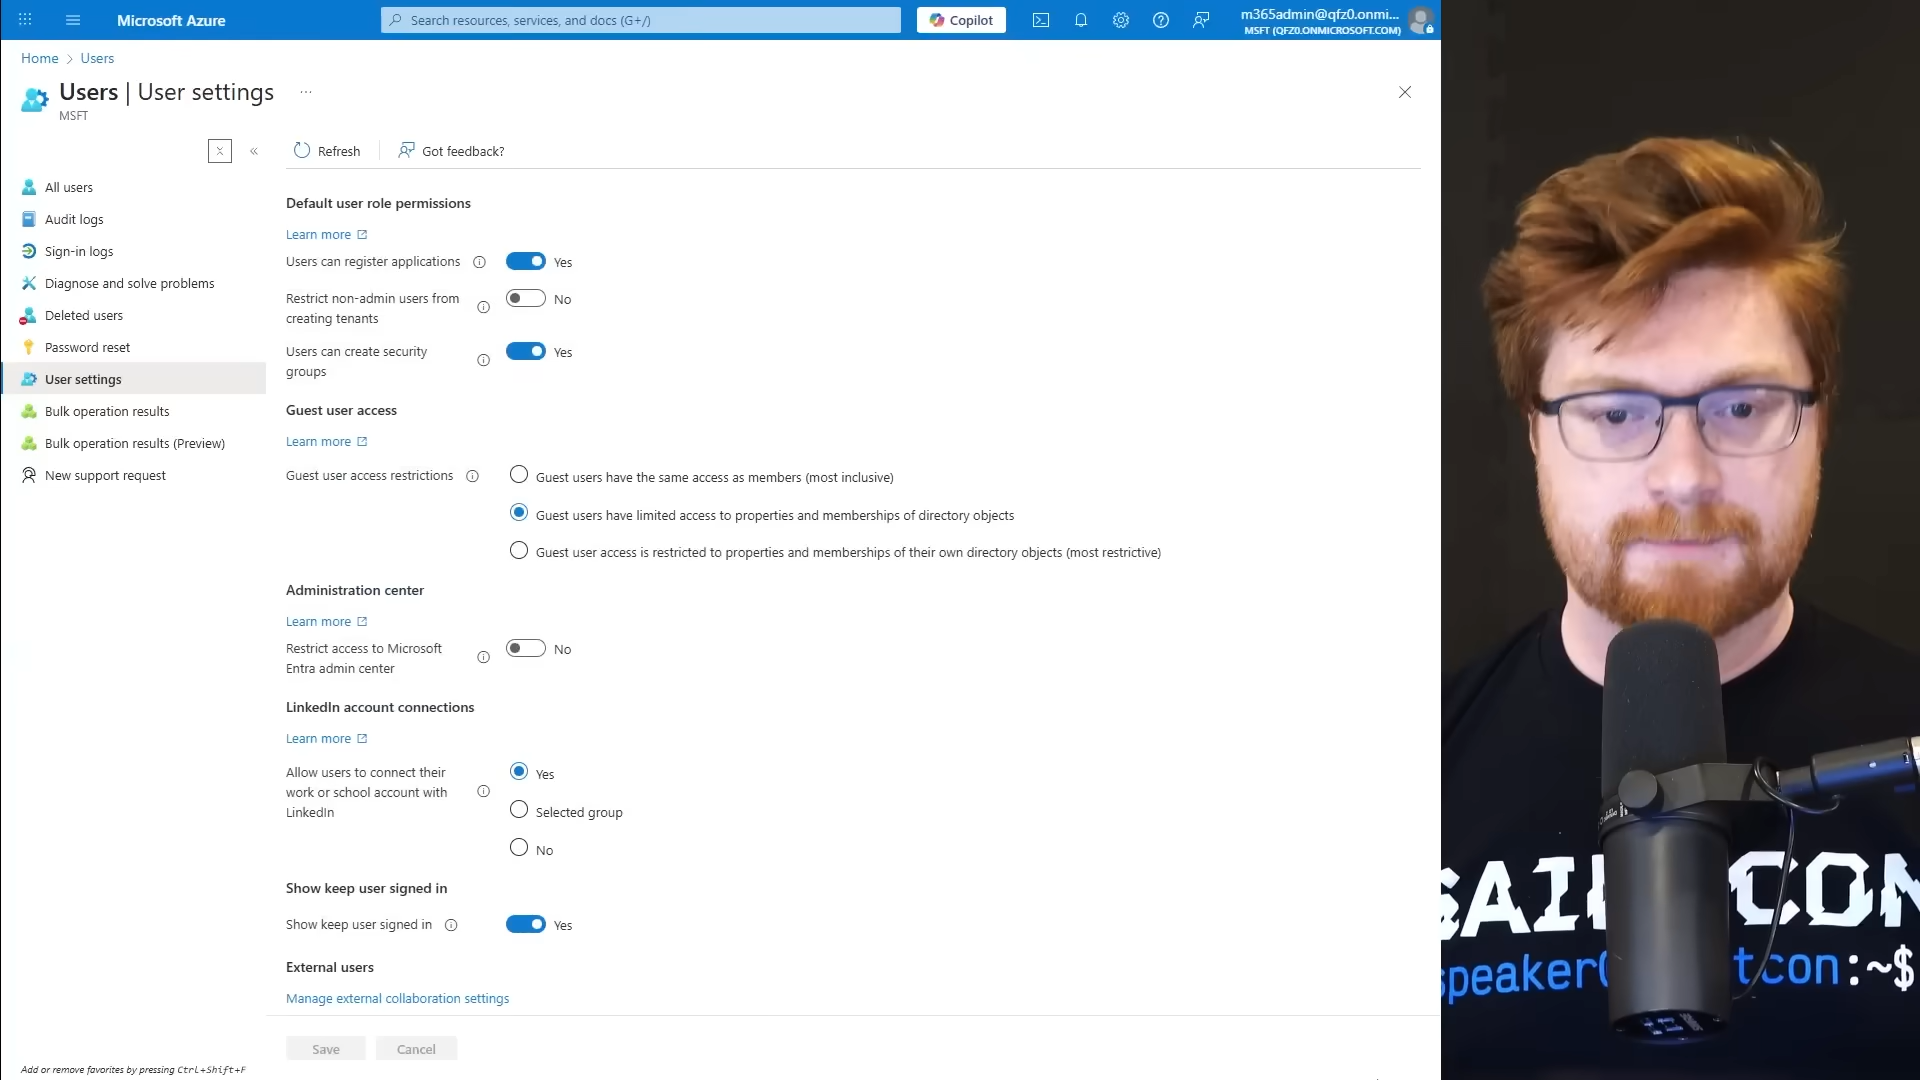 Microsoft Azure
Search resources, services, and docs (G+/)
Copilot
m365admin@qfz0.onmi...
MSFT (QFZ0.ONMICROSOFT.COM)
Home > Users
Users | User settings
...
MSFT
«
Refresh
Got feedback?
All users
Audit logs
Sign-in logs
Diagnose and solve problems
Deleted users
Password reset
User settings
Bulk operation results
Bulk operation results (Preview)
New support request
Default user role permissions
Learn more
Users can register applications
Yes
Restrict non-admin users from
creating tenants
No
Users can create security
groups
Yes
Guest user access
Learn more
Guest user access restrictions
Guest users have the same access as members (most inclusive)
Guest users have limited access to properties and memberships of directory objects
Guest user access is restricted to properties and memberships of their own directory objects (most restrictive)
Administration center
Learn more
Restrict access to Microsoft
Entra admin center
No
LinkedIn account connections
Learn more
Allow users to connect their
work or school account with
LinkedIn
Yes
Selected group
No
Show keep user signed in
Show keep user signed in
Yes
External users
Manage external collaboration settings
Save
Cancel
Add or remove favorites by pressing Ctrl+Shift+F
CON
speaker
tcon:~$